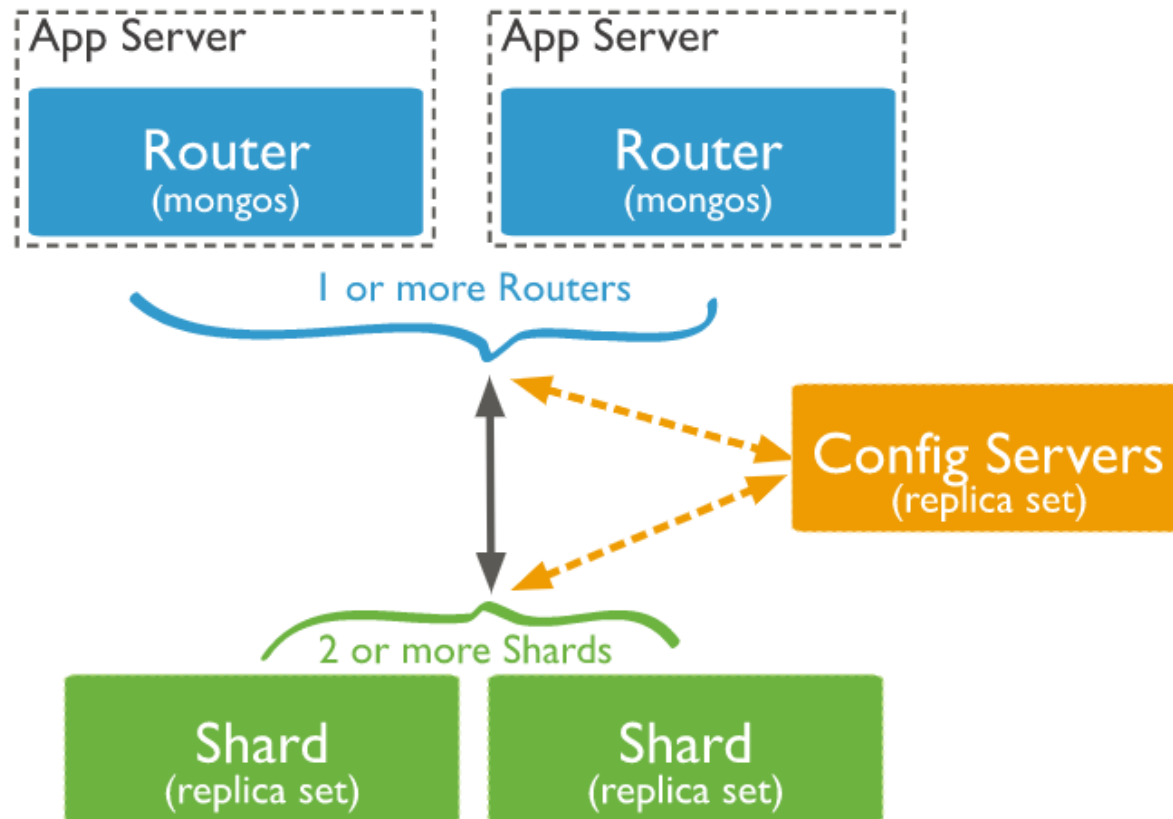 App Server
App Server
Router
(mongos)
Router
(mongos)
1 or more Routers
Config Servers
(replica set)
2 or more Shards
Shard
(replica set)
Shard
(replica set)